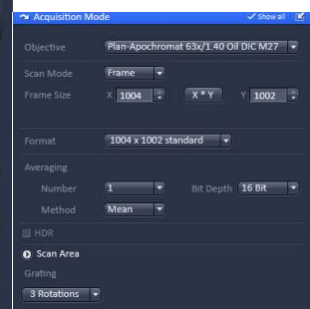 Acquisition Mode Show all
Objective Plan-Apochromat 63x/1.40 Oil DIC M27
Scan Mode Frame
Frame Size X 1004 X * Y Y 1002
Format 1004 x 1002 standard
Averaging
Number 1 Bit Depth 16 Bit
Method Mean
HDR
Scan Area
Grating
3 Rotations